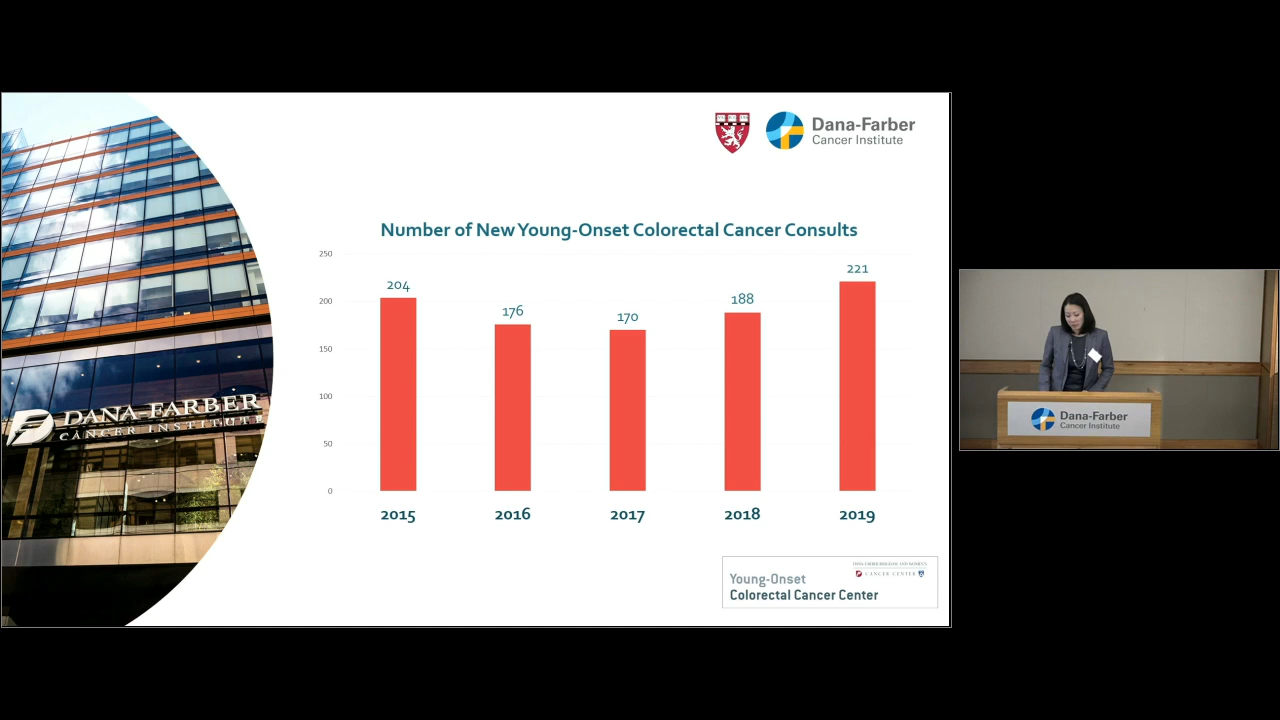 DANA-FARBER
CANCER INSTITUTE
Dana-Farber
Cancer Institute
Number of New Young-Onset Colorectal Cancer Consults
250
200
150
100
50
0
204
176
170
188
221
2015
2016
2017
2018
2019
Young-Onset
Colorectal Cancer Center
CANCER CENTER
Dana-Farber
Cancer Institute